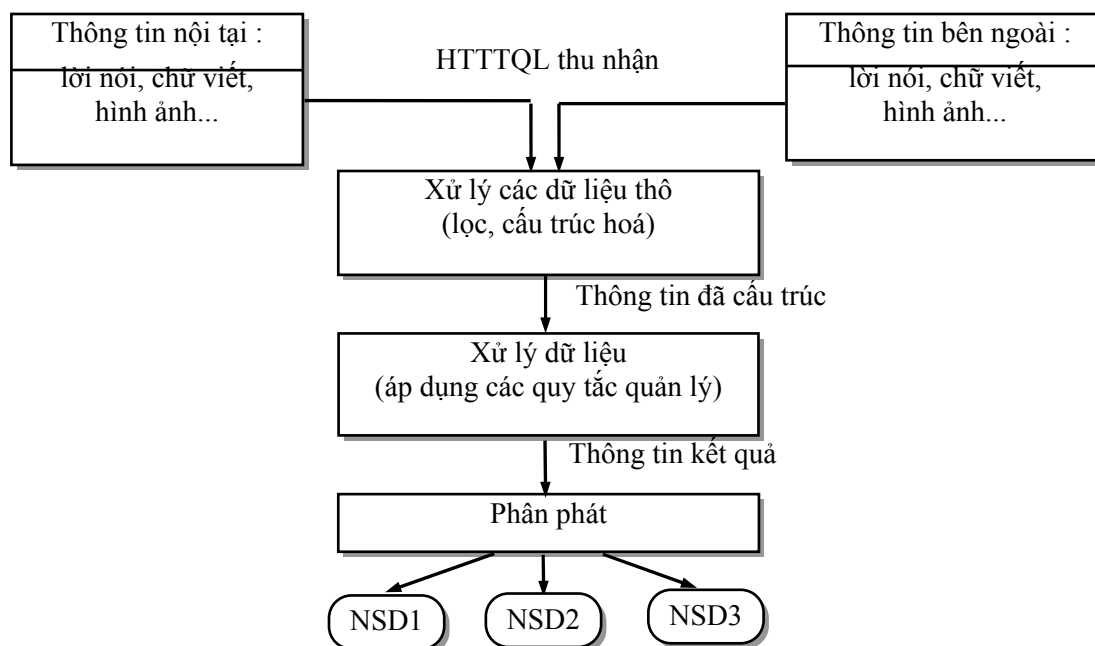 Thông tin nội tại :
lời nói, chữ viết,
hình ảnh...
HTTTQL thu nhận
Thông tin bên ngoài :
lời nói, chữ viết,
hình ảnh...
Xử lý các dữ liệu thô
(lọc, cấu trúc hoá)
Thông tin đã cấu trúc
Xử lý dữ liệu
(áp dụng các quy tắc quản lý)
Thông tin kết quả
Phân phát
NSD1
NSD2
NSD3